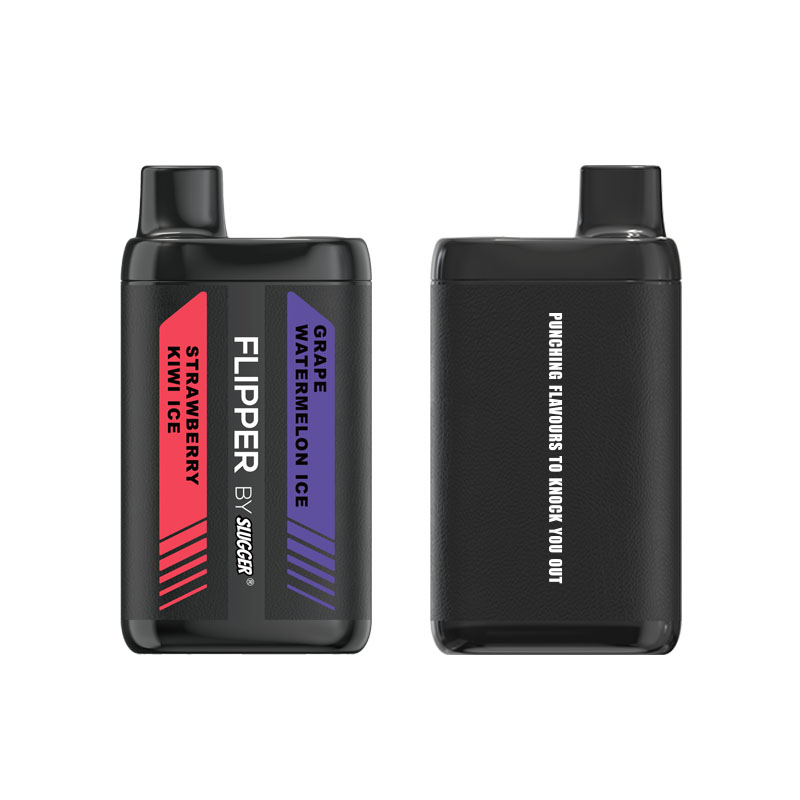 STRAWBERRY
KIWI ICE
FLIPPER BY SLUGGER®
GRAPE
WATERMELON ICE
PUNCHING FLAVOURS TO KNOCK YOU OUT